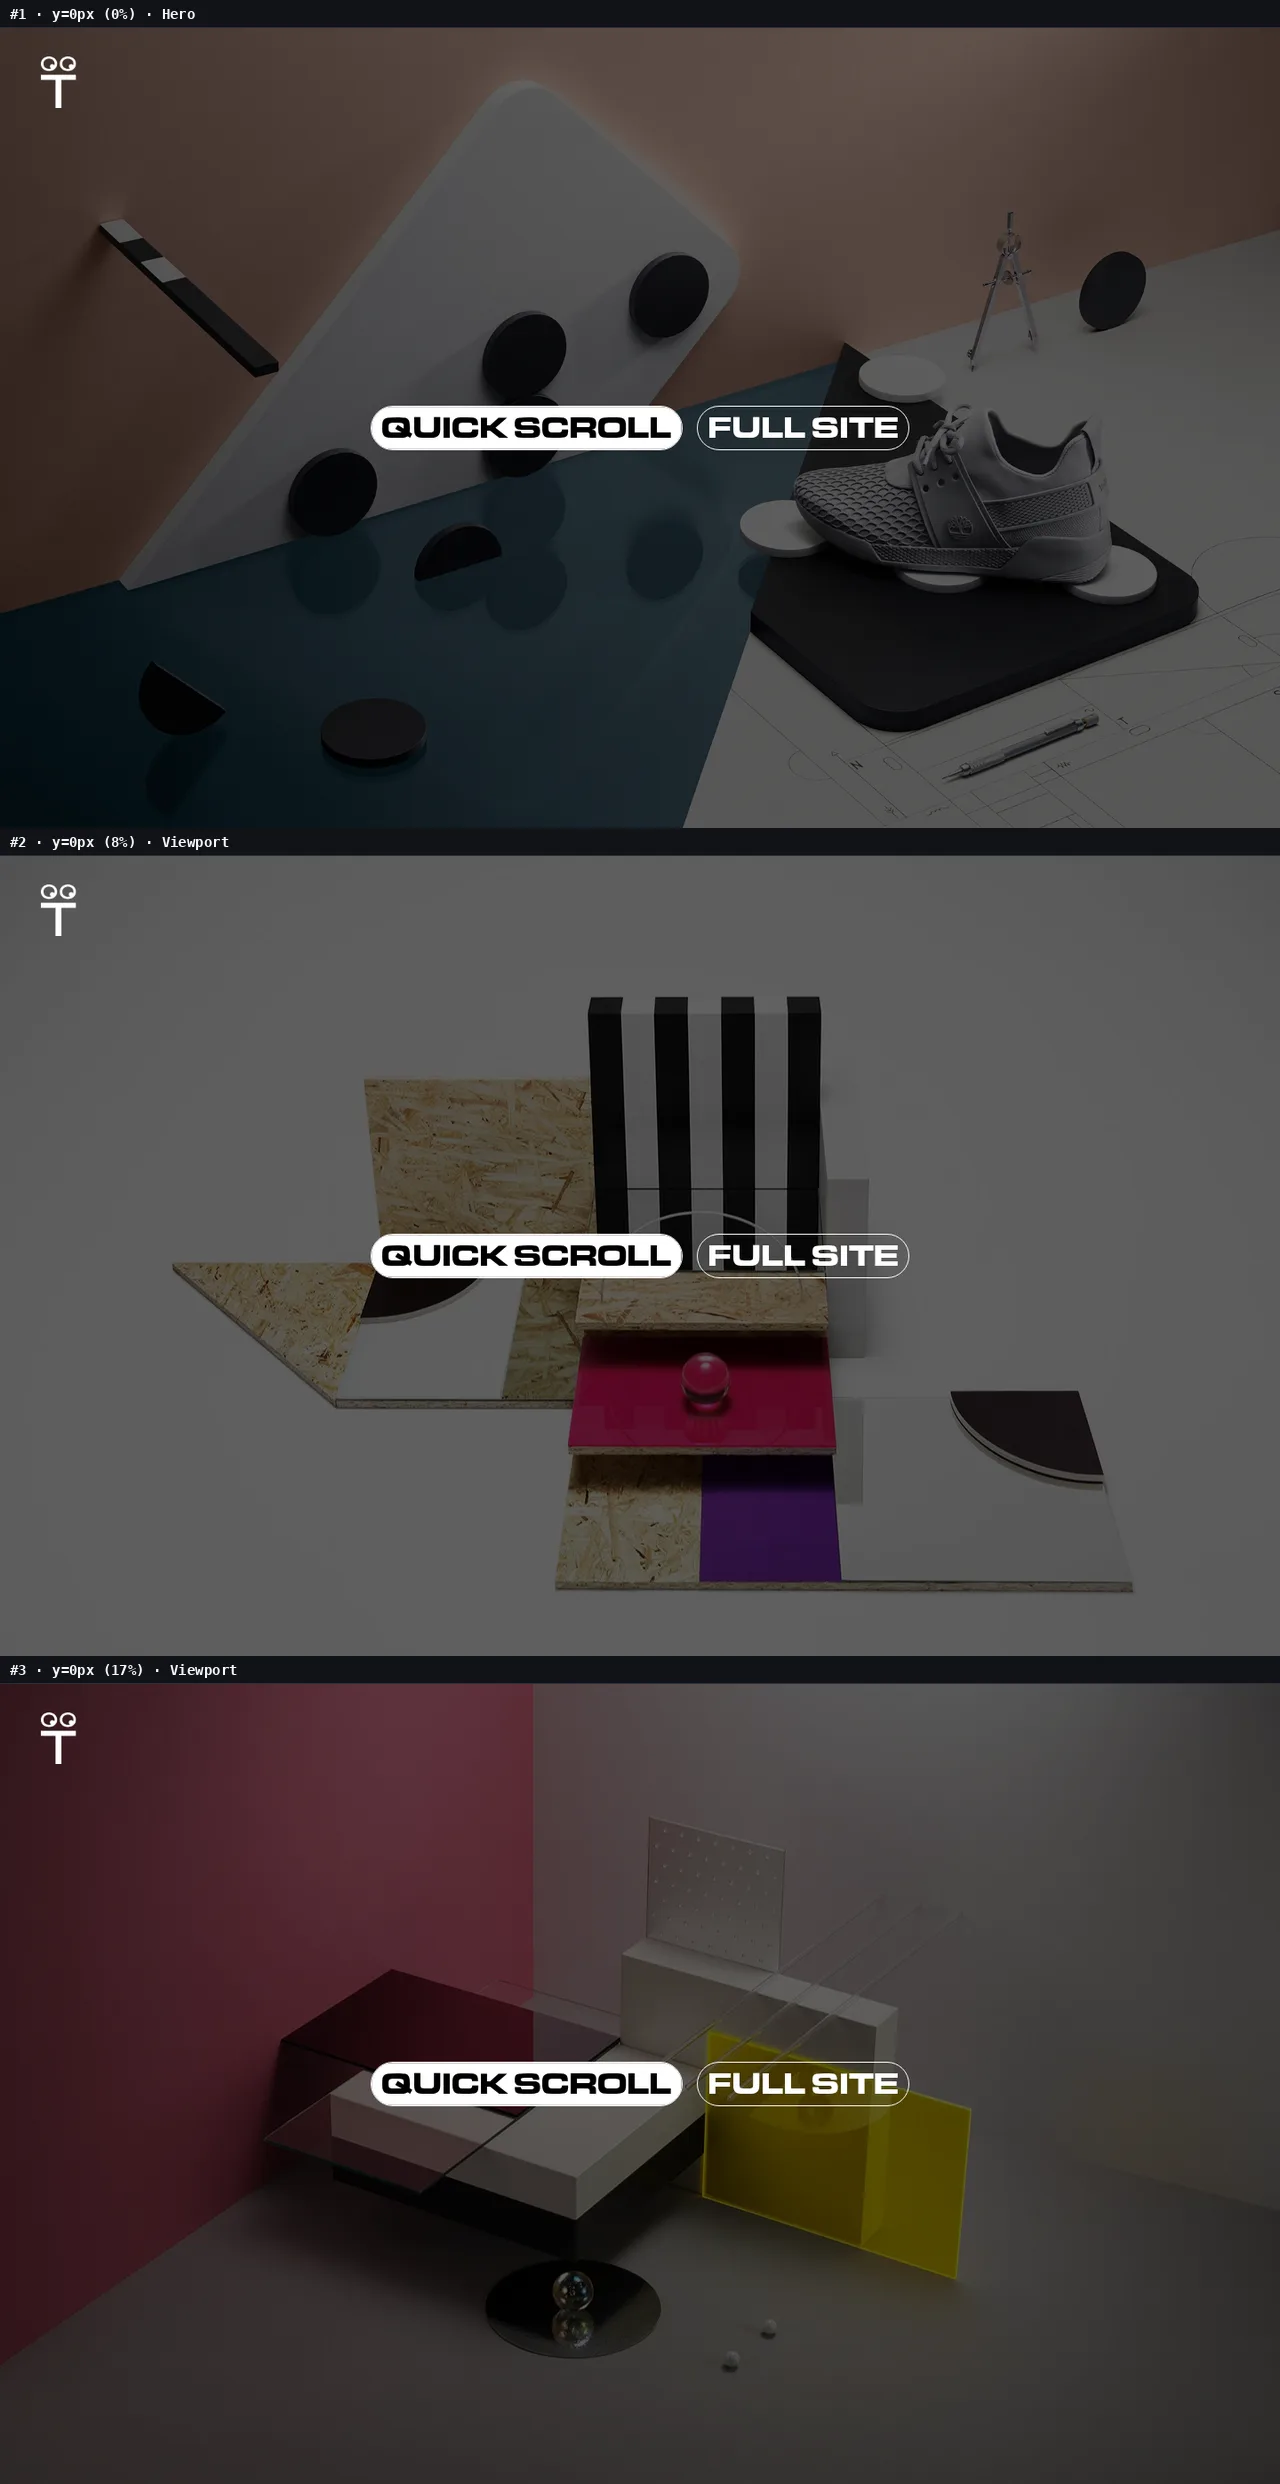 #1 · y=0px (0%) · Hero
T
QUICK SCROLL FULL SITE
#2 · y=0px (8%) · Viewport
T
QUICK SCROLL FULL SITE
#3 · y=0px (17%) · Viewport
T
QUICK SCROLL FULL SITE